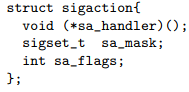 struct sigaction{
  void (*sa_handler)();
  sigset_t  sa_mask;
  int sa_flags;
};